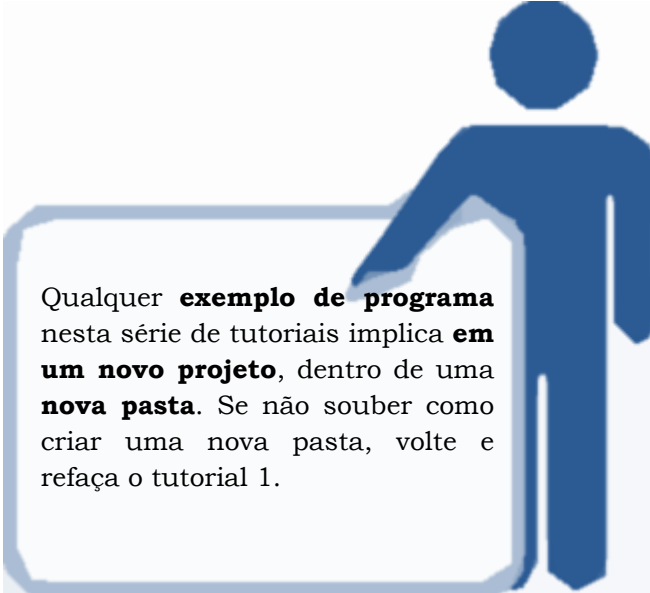 Qualquer exemplo de programa
nesta série de tutoriais implica em
um novo projeto, dentro de uma
nova pasta. Se não souber como
criar uma nova pasta, volte e
refaça o tutorial 1.